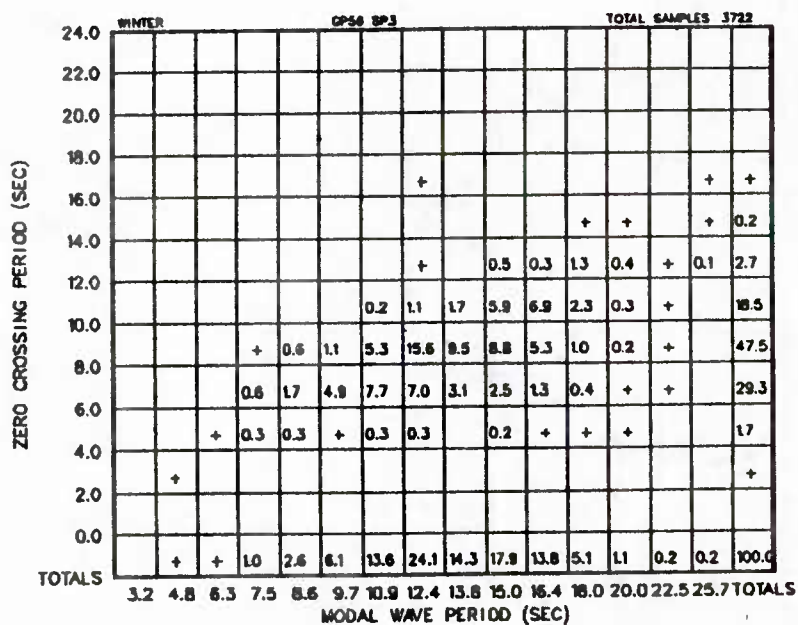 WINTER GP56 SP3 TOTAL SAMPLES 3722
24.0
22.0
20.0
18.0
+ + +
16.0
+ + + 0.2
14.0
+ 0.5 0.3 1.3 0.4 + 0.1 2.7
12.0
0.2 1.1 1.7 5.9 6.9 2.3 0.3 + 18.5
10.0
+ 0.6 1.1 5.3 15.6 9.5 8.8 5.3 1.0 0.2 + 47.5
8.0
0.6 1.7 4.9 7.7 7.0 3.1 2.5 1.3 0.4 + + 29.3
6.0
+ 0.3 0.3 + 0.3 0.3 0.2 + + + 1.7
4.0
+ +
2.0
0.0
+ + 1.0 2.6 6.1 13.6 24.1 14.3 17.9 13.8 5.1 1.1 0.2 0.2 100.0
TOTALS
3.2 4.8 6.3 7.5 8.6 9.7 10.9 12.4 13.8 15.0 16.4 18.0 20.0 22.5 25.7 TOTALS
MODAL WAVE PERIOD (SEC)
ZERO CROSSING PERIOD (SEC)